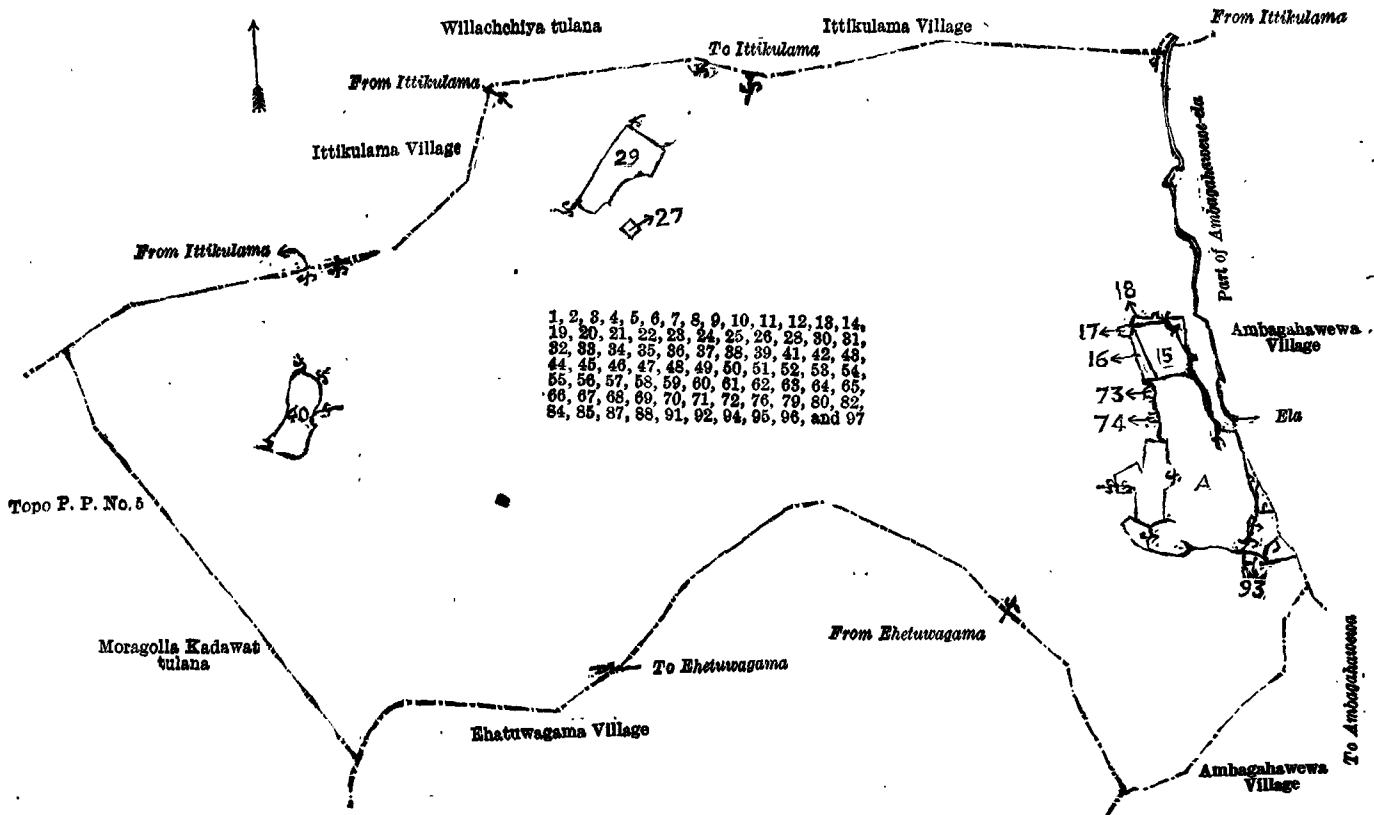 Willachchiya tulana
Ittikulama Village
From Ittikulama
To Ittikulama
From Ittikulama
Ittikulama Village
29
27
From Ittikulama
Part of Ambagahawewe-ela
18
17
16
15
Ambagahawewa
Village
1, 2, 3, 4, 5, 6, 7, 8, 9, 10, 11, 12, 13, 14,
19, 20, 21, 22, 23, 24, 25, 26, 28, 30, 31,
32, 33, 34, 35, 36, 37, 38, 39, 41, 42, 43,
44, 45, 46, 47, 48, 49, 50, 51, 52, 53, 54,
55, 56, 57, 58, 59, 60, 61, 62, 63, 64, 65,
66, 67, 68, 69, 70, 71, 72, 76, 79, 80, 82,
84, 85, 87, 88, 91, 92, 94, 95, 96, and 97
73
74
Ela
40
A
Topo P. P. No. 5
93
Moragolla Kadawat
tulana
From Ehetuwagama
To Ehetuwagama
Ehatuwagama Village
To Ambagahawewa
Ambagahawewa
Village